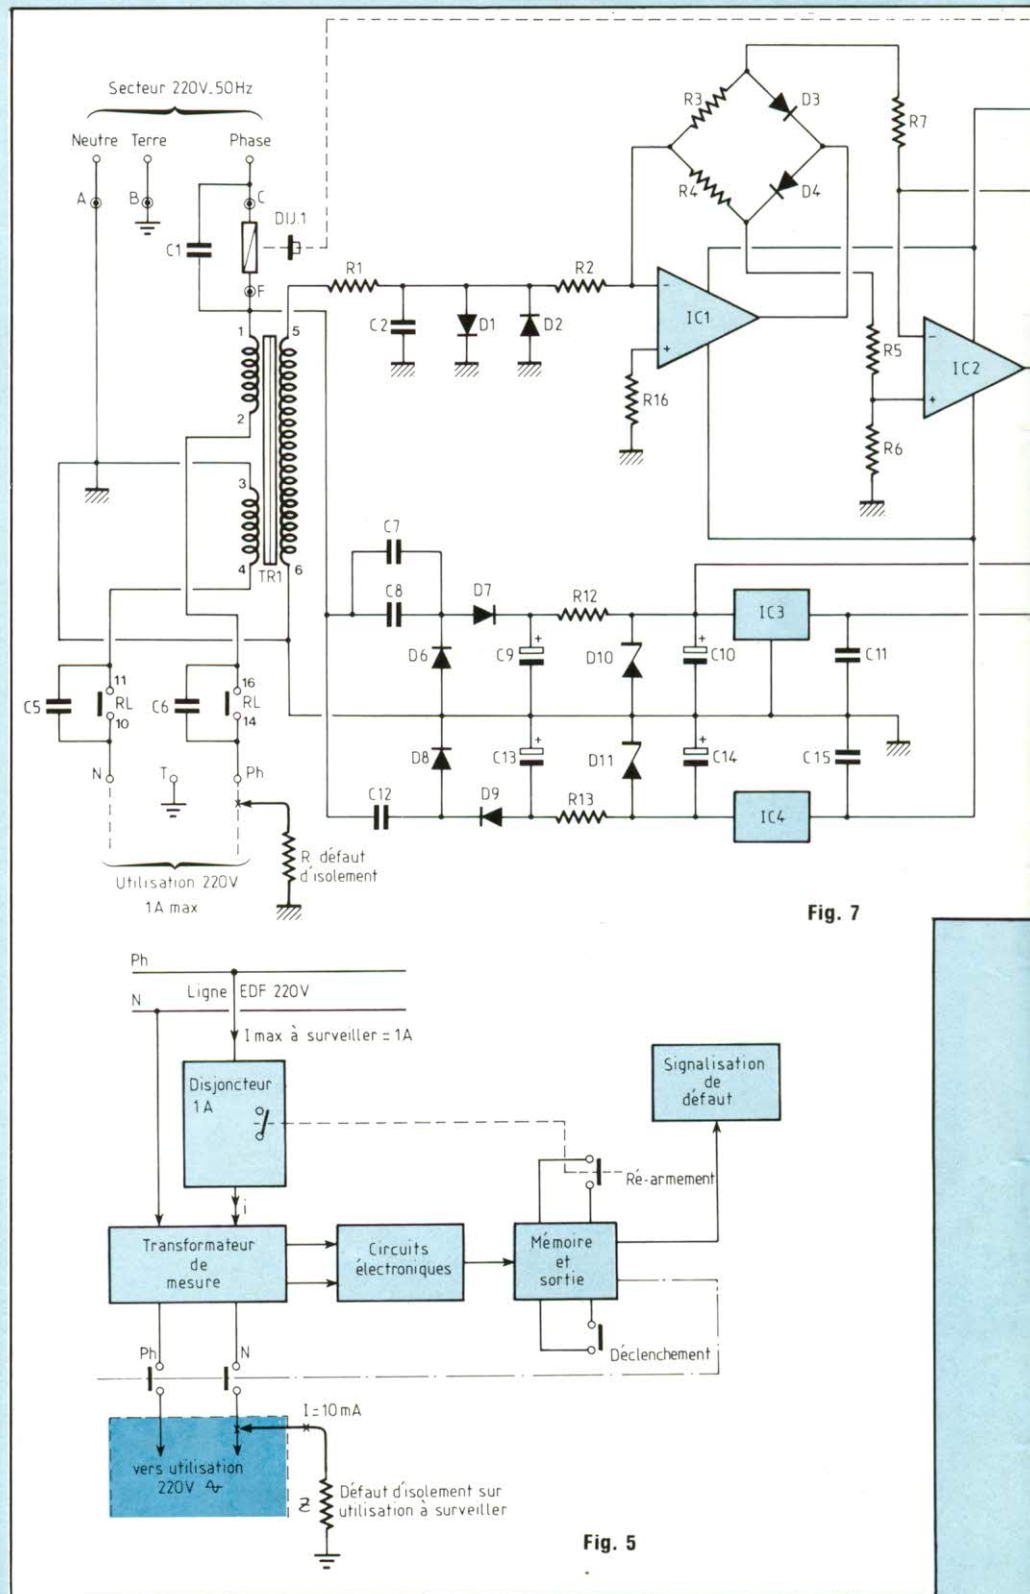 Secteur 220V_50Hz
Neutre Terre Phase
A B C
DIJ.1
C1
F
R1
C2
D1
D2
R2
R3
D3
R4
D4
R7
- IC1 +
R16
R5
- IC2 +
R6
1
5
2
3
4
6
TR1
C7
C8
D7
R12
IC3
D6
C9 +
D10
+ C10
C11
D8
C13 +
D11
+ C14
C15
C12
D9
R13
IC4
C5
11
RL
10
C6
16
RL
14
N T Ph
R défaut
d'isolement
Utilisation 220V
1A max
Fig. 7
Ph
Ligne EDF 220V
N
I max à surveiller = 1A
Disjoncteur
1A
i
Signalisation
de
défaut
Ré-armement
Transformateur
de
mesure
Circuits
électroniques
Mémoire
et
sortie
Déclenchement
Ph N
I = 10mA
vers utilisation
220V
Z
Défaut d'isolement sur
utilisation à surveiller
Fig. 5